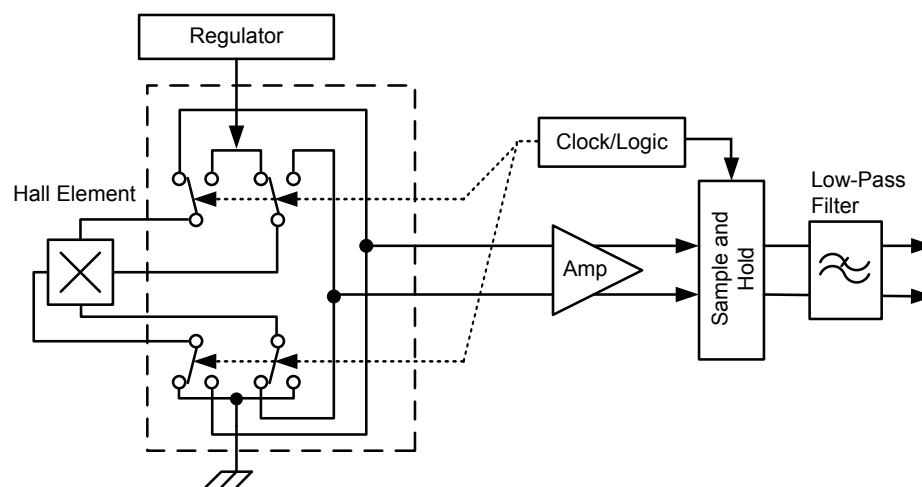 Regulator
Clock/Logic
Hall Element
Low-Pass
Filter
Amp
Sample and
Hold